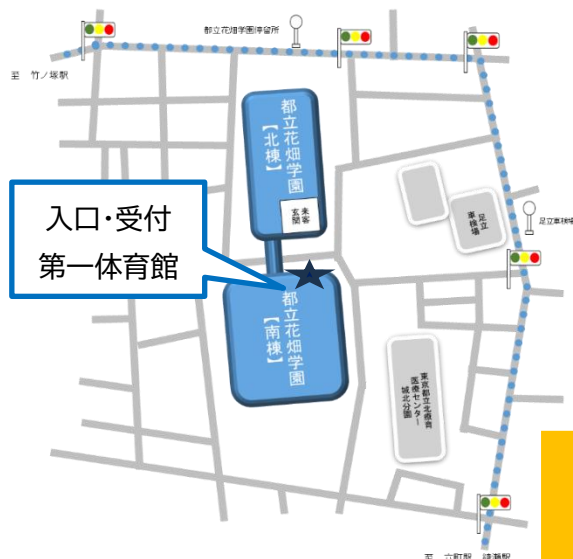 都立花畑学園停留所
至 竹ノ塚駅
都立花畑学園
【北棟】
来客
玄関
足立
車検場
足立車検場
入口・受付
第一体育館
都立花畑学園
【南棟】
東京都立北療育
医療センター
城北分園
至 六町駅 綾瀬駅